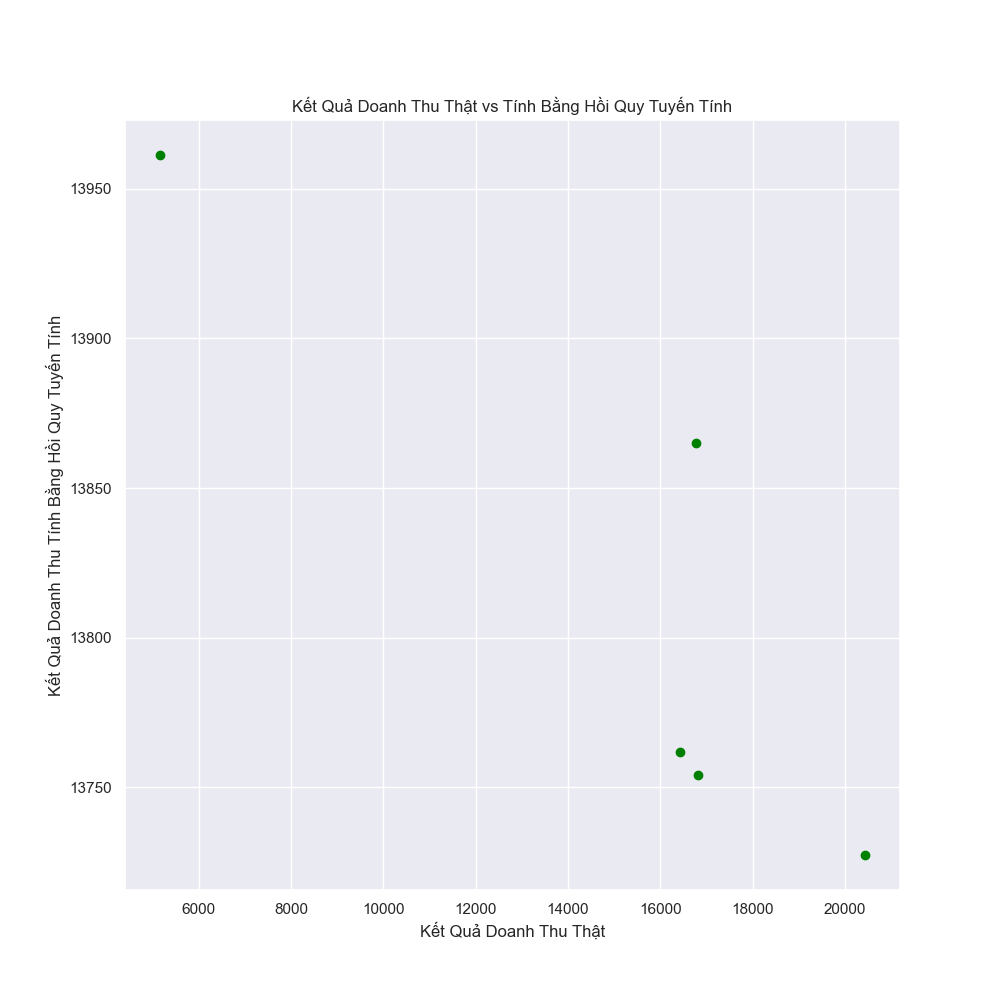 Kết Quả Doanh Thu Thật vs Tính Bằng Hồi Quy Tuyến Tính
Kết Quả Doanh Thu Tính Bằng Hồi Quy Tuyến Tính
13950
13900
13850
13800
13750
6000 8000 10000 12000 14000 16000 18000 20000
Kết Quả Doanh Thu Thật